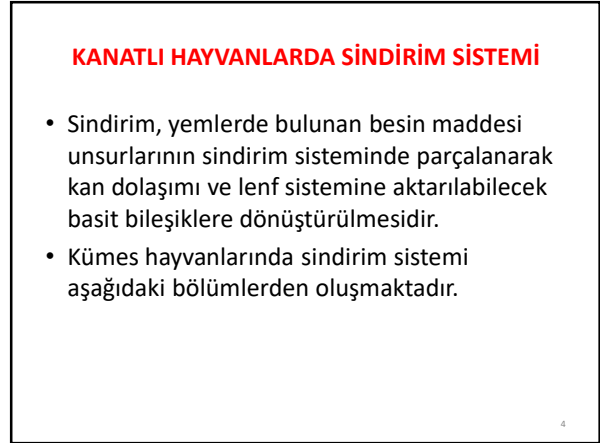 KANATLI HAYVANLARDA SİNDİRİM SİSTEMİ
• Sindirim, yemlerde bulunan besin maddesi
unsurlarının sindirim sisteminde parçalanarak
kan dolaşımı ve lenf sistemine aktarılabilecek
basit bileşiklere dönüştürülmesidir.
• Kümes hayvanlarında sindirim sistemi
aşağıdaki bölümlerden oluşmaktadır.
4